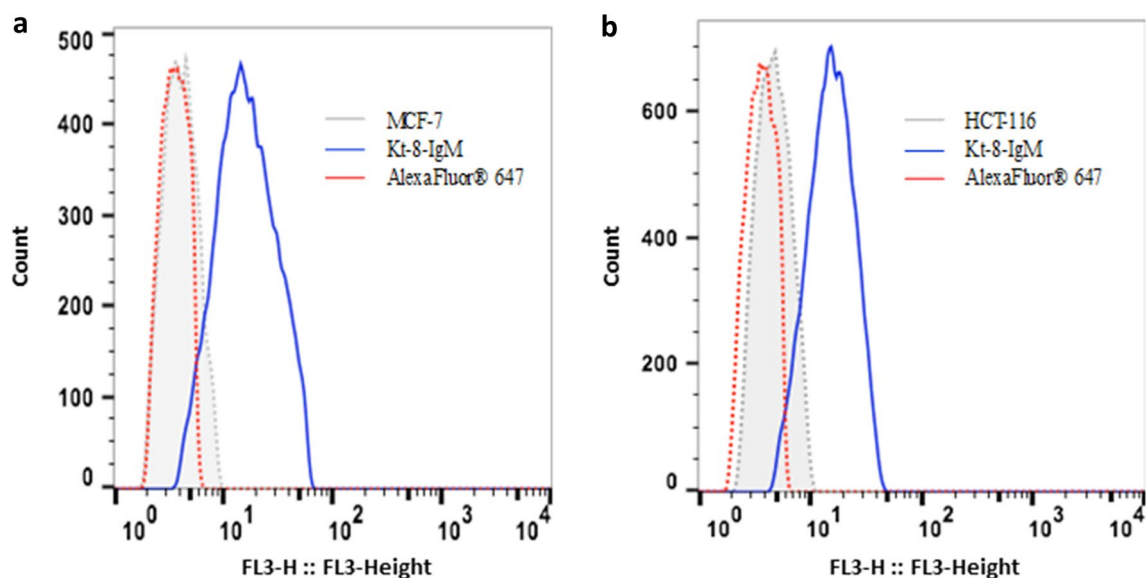 a
500
400
300
200
100
0
Count
MCF-7
Kt-8-IgM
AlexaFluor® 647
10^0 10^1 10^2 10^3 10^4
FL3-H :: FL3-Height
b
600
400
200
0
Count
HCT-116
Kt-8-IgM
AlexaFluor® 647
10^0 10^1 10^2 10^3 10^4
FL3-H :: FL3-Height